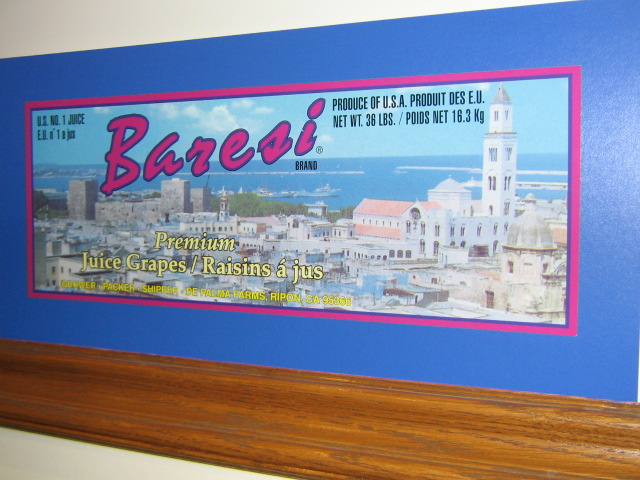 U.S. NO. 1 JUICE
E.U. n° 1 a jus
Baresi®
BRAND
PRODUCE OF U.S.A. PRODUIT DES E.U.
NET WT. 36 LBS. / POIDS NET 16.3 Kg
Premium
Juice Grapes / Raisins á jus
GROWER - PACKER - SHIPPER - DE PALMA FARMS, RIPON, CA 95366